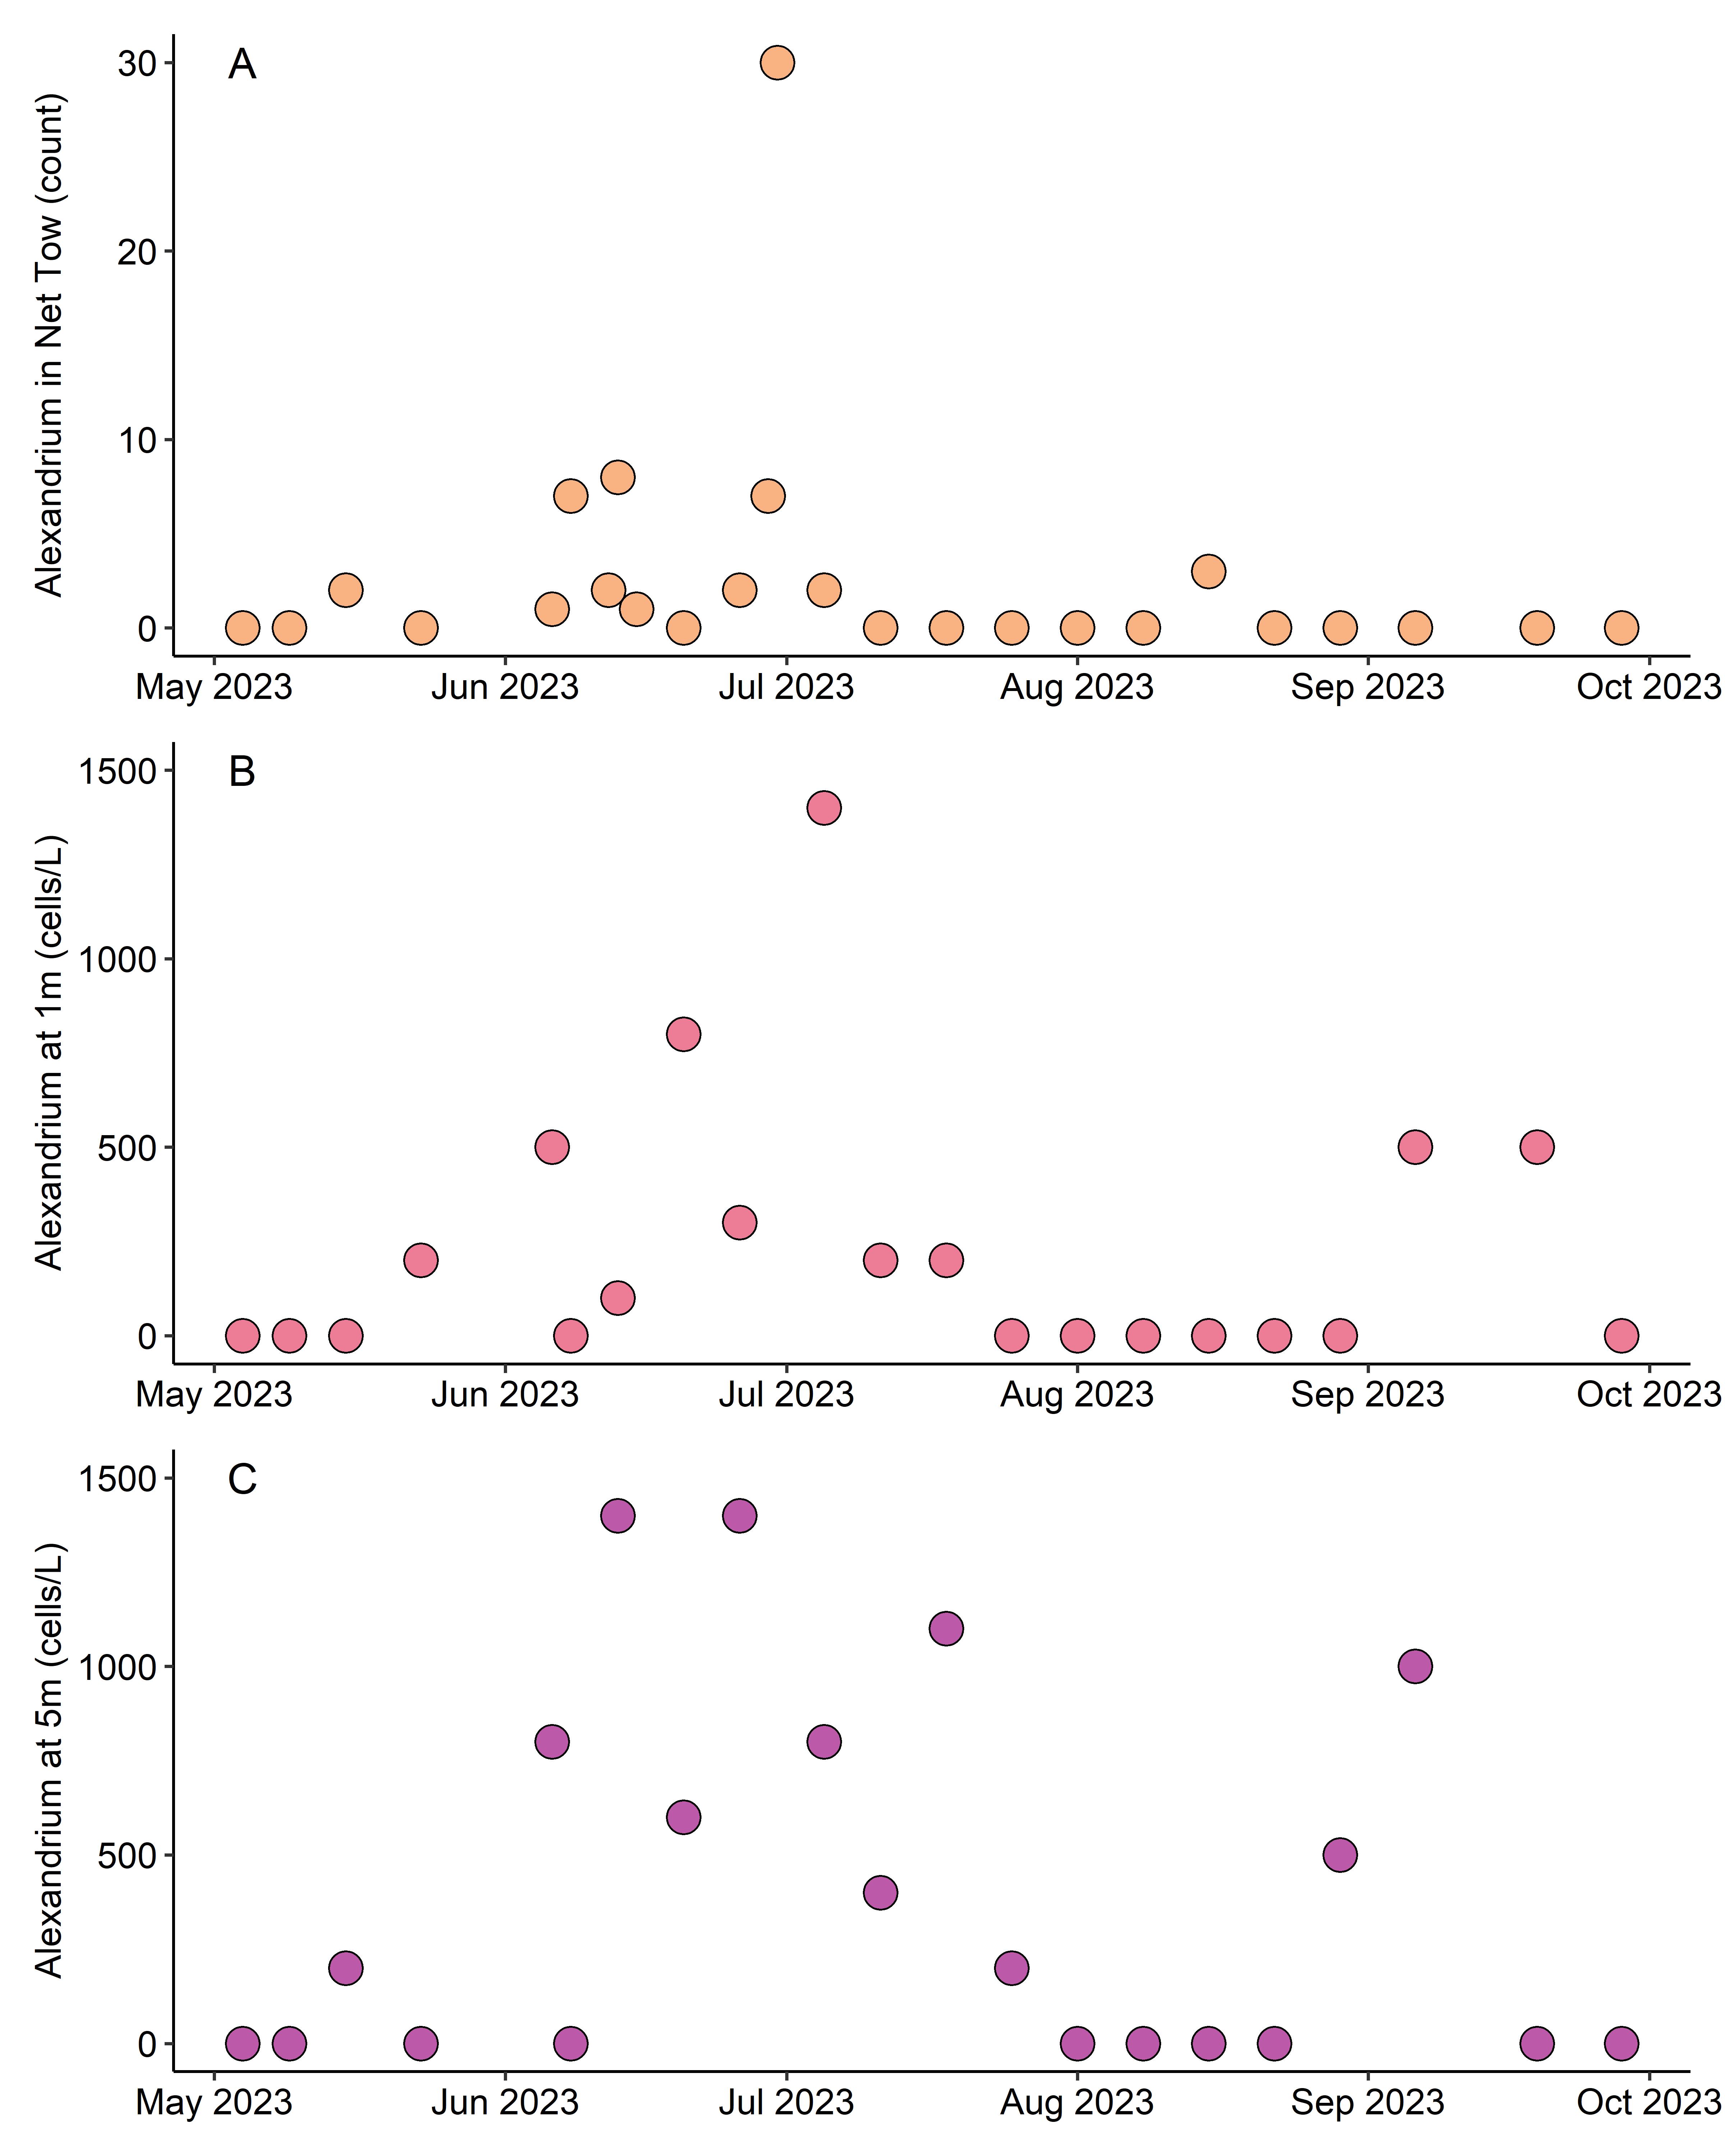 A
Alexandrium in Net Tow (count)
30
20
10
0
May 2023 Jun 2023 Jul 2023 Aug 2023 Sep 2023 Oct 2023
B
Alexandrium at 1m (cells/L)
1500
1000
500
0
May 2023 Jun 2023 Jul 2023 Aug 2023 Sep 2023 Oct 2023
C
Alexandrium at 5m (cells/L)
1500
1000
500
0
May 2023 Jun 2023 Jul 2023 Aug 2023 Sep 2023 Oct 2023